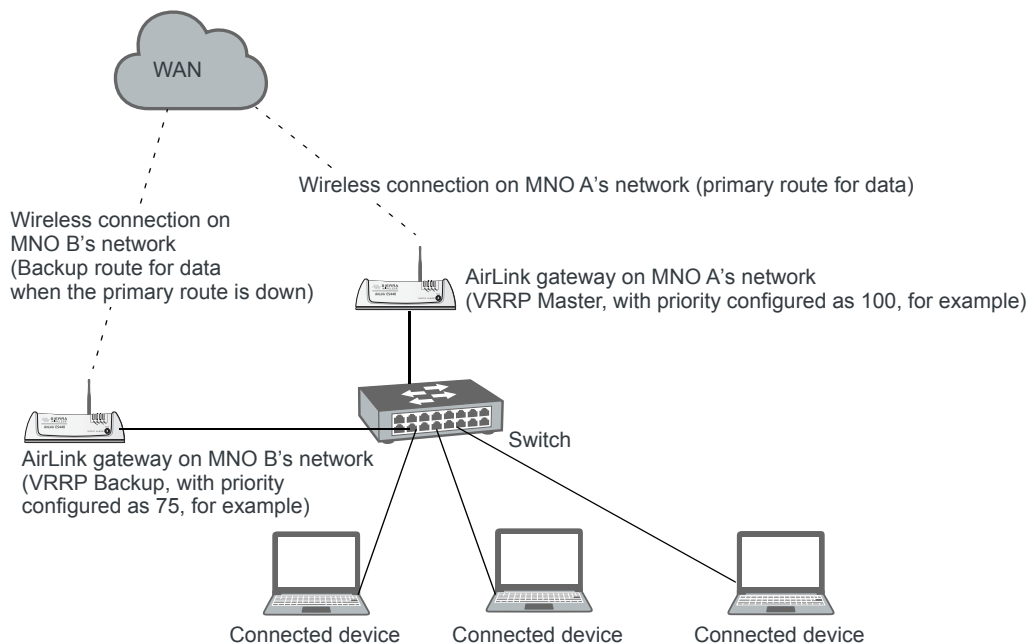 WAN
Wireless connection on MNO A’s network (primary route for data)
Wireless connection on
MNO B’s network
(Backup route for data
when the primary route is down)
AirLink gateway on MNO A’s network
(VRRP Master, with priority configured as 100, for example)
Switch
AirLink gateway on MNO B’s network
(VRRP Backup, with priority
configured as 75, for example)
Connected device
Connected device
Connected device